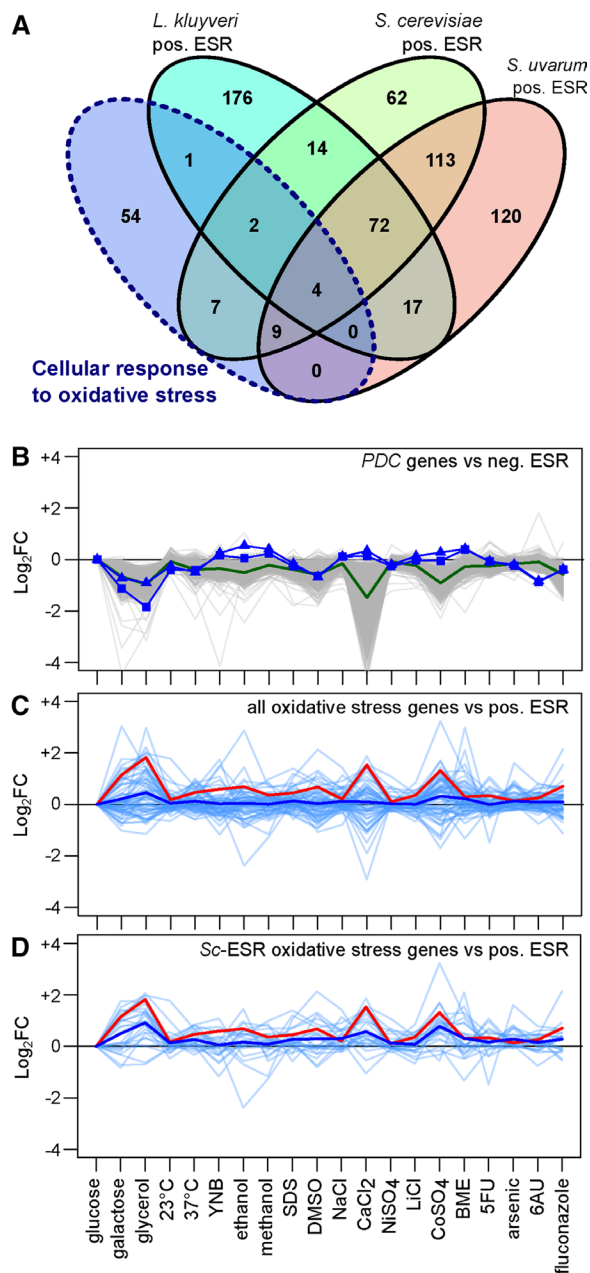 A
L. kluyveri
pos. ESR
S. cerevisiae
pos. ESR
S. uvarum
pos. ESR
176
62
1
14
113
54
2
72
120
7
4
17
9
0
0
Cellular response
to oxidative stress
B
PDC genes vs neg. ESR
Log2FC
+4
+2
0
-2
-4
C
all oxidative stress genes vs pos. ESR
Log2FC
+4
+2
0
-2
-4
D
Sc-ESR oxidative stress genes vs pos. ESR
Log2FC
+4
+2
0
-2
-4
glucose
galactose
glycerol
23°C
37°C
YNB
ethanol
methanol
SDS
DMSO
NaCl
CaCl2
NiSO4
LiCl
CoSO4
BME
5FU
arsenic
6AU
fluconazole